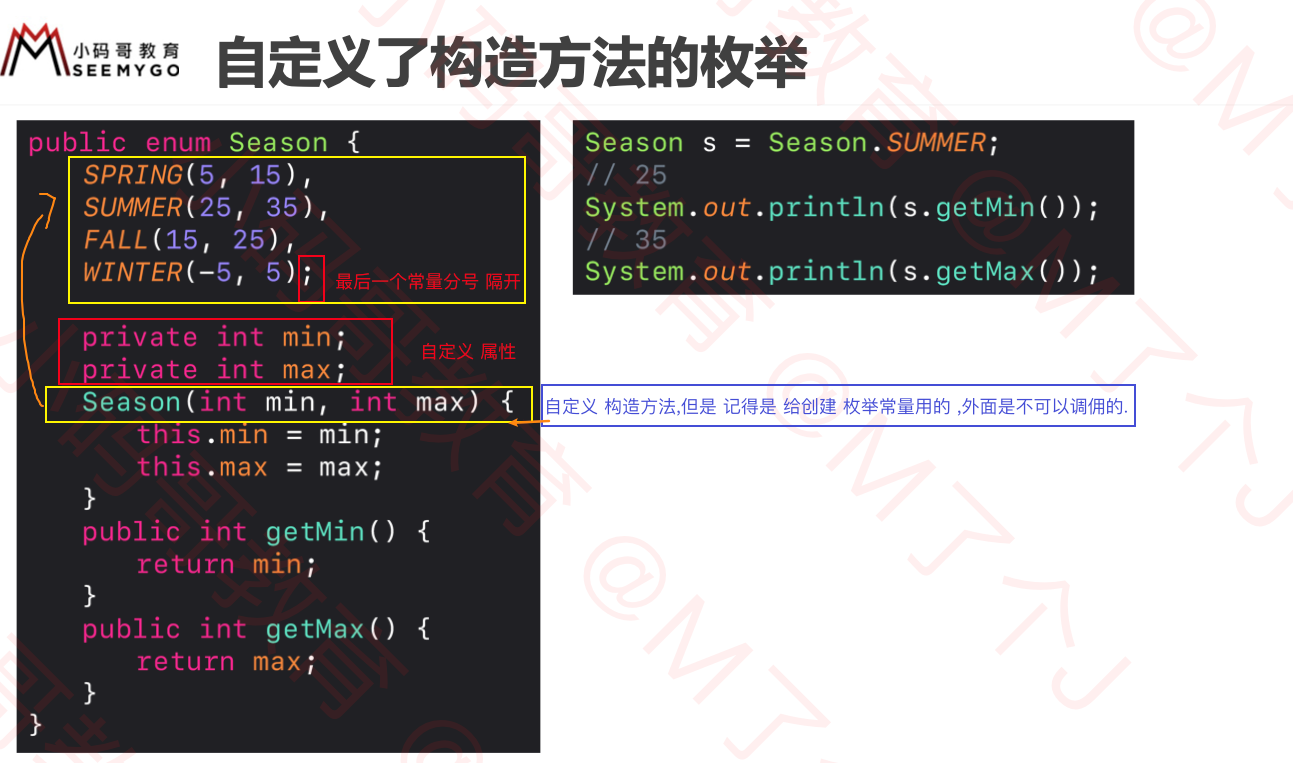 小码哥教育
SEEMYGO
自定义了构造方法的枚举
public enum Season {
SPRING(5, 15),
SUMMER(25, 35),
FALL(15, 25),
WINTER(-5, 5);
最后一个常量分号 隔开
private int min;
private int max;
自定义 属性
Season(int min, int max) {
自定义 构造方法,但是 记得是 给创建 枚举常量用的 ,外面是不可以调佣的.
this.min = min;
this.max = max;
}
public int getMin() {
return min;
}
public int getMax() {
return max;
}
}
Season s = Season.SUMMER;
// 25
System.out.println(s.getMin());
// 35
System.out.println(s.getMax());
小码哥教育 @M了个J